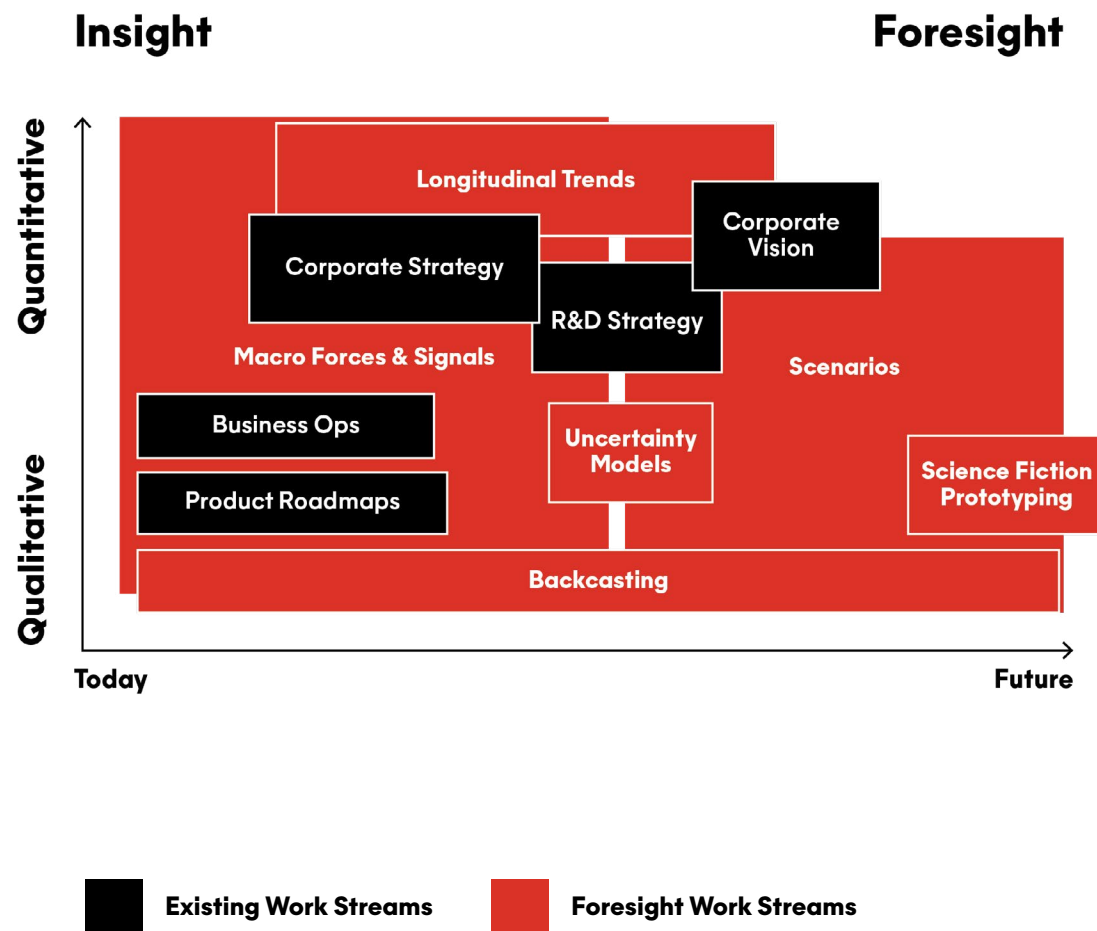 Insight
Foresight
Quantitative
Qualitative
Longitudinal Trends
Corporate
Vision
Corporate Strategy
R&D Strategy
Macro Forces & Signals
Scenarios
Business Ops
Uncertainty
Models
Science Fiction
Prototyping
Product Roadmaps
Backcasting
Today
Future
Existing Work Streams
Foresight Work Streams